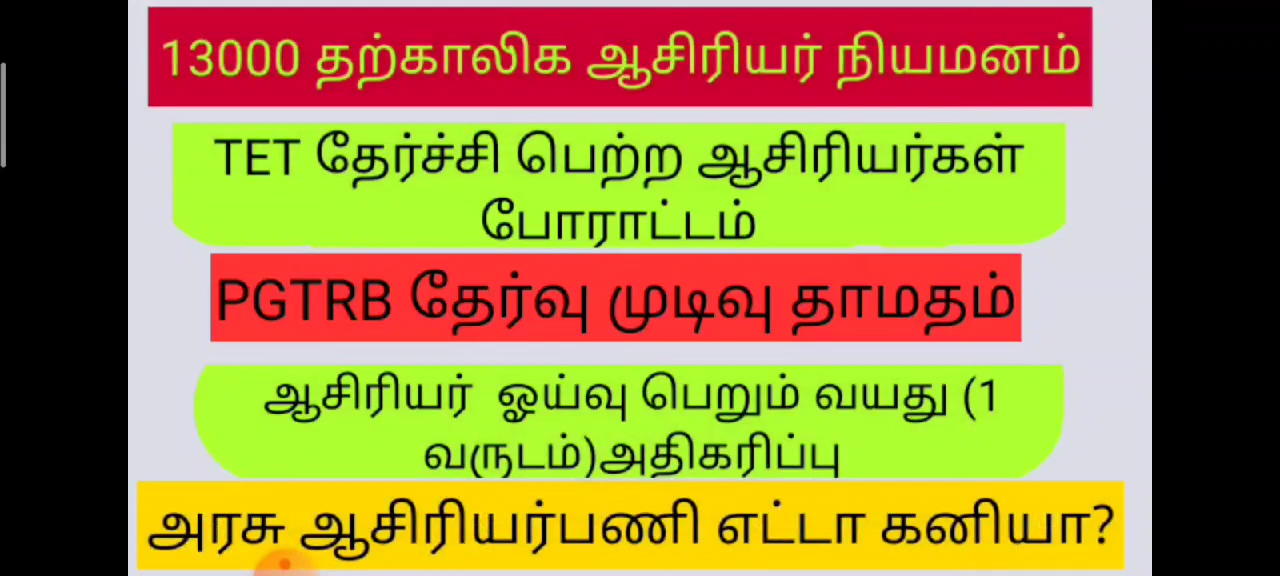 13000 தற்காலிக ஆசிரியர் நியமனம்
TET தேர்ச்சி பெற்ற ஆசிரியர்கள்
போராட்டம்
PGTRB தேர்வு முடிவு தாமதம்
ஆசிரியர் ஓய்வு பெறும் வயது (1
வருடம்)அதிகரிப்பு
அரசு ஆசிரியர்பணி எட்டா கனியா?